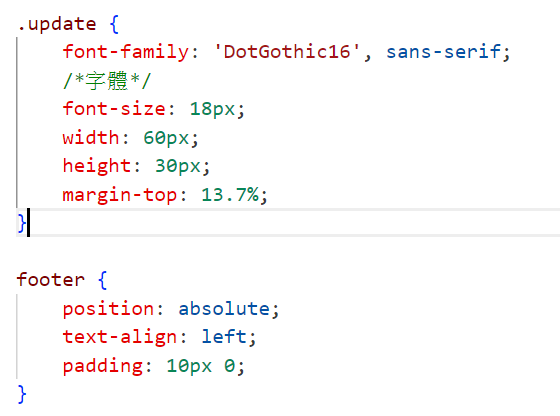 .update {
    font-family: 'DotGothic16', sans-serif;
    /*字體*/
    font-size: 18px;
    width: 60px;
    height: 30px;
    margin-top: 13.7%;
}
footer {
    position: absolute;
    text-align: left;
    padding: 10px 0;
}